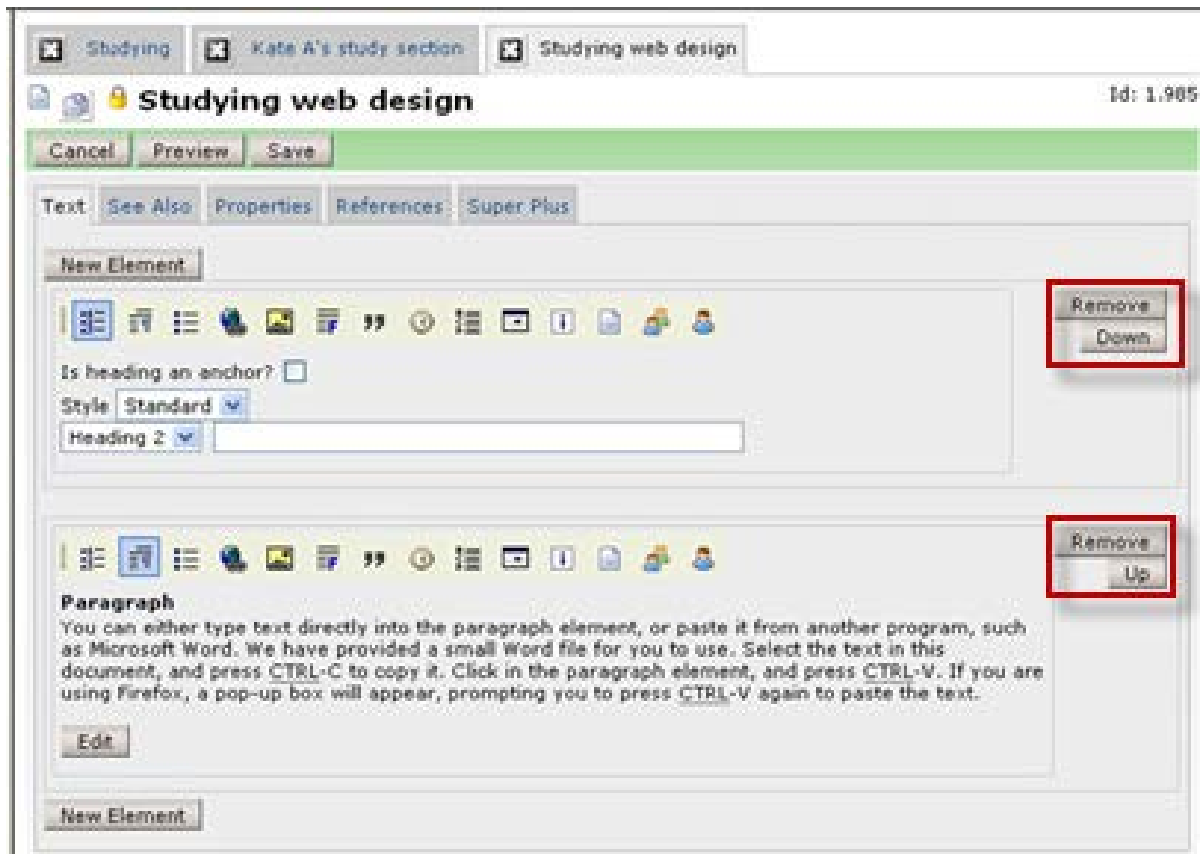 Studying Kate A's study section Studying web design
Studying web design Id: 1.985
Cancel Preview Save
Text See Also Properties References Super Plus
New Element
Remove
Down
Is heading an anchor?
Style Standard
Heading 2
Remove
Up
Paragraph
You can either type text directly into the paragraph element, or paste it from another program, such
as Microsoft Word. We have provided a small Word file for you to use. Select the text in this
document, and press CTRL-C to copy it. Click in the paragraph element, and press CTRL-V. If you are
using Firefox, a pop-up box will appear, prompting you to press CTRL-V again to paste the text.
Edit
New Element